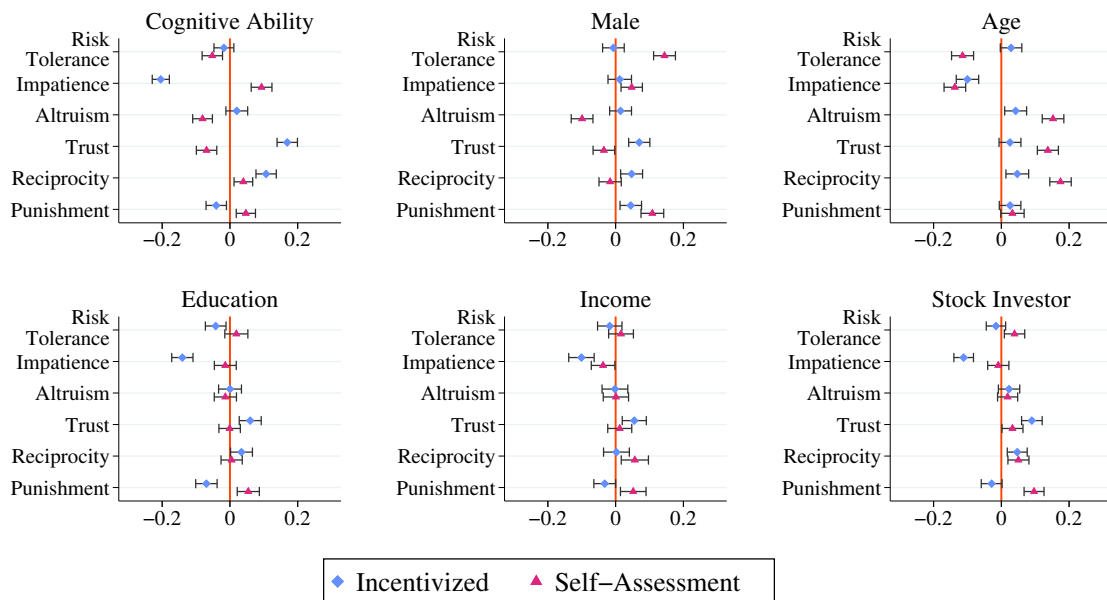 Cognitive Ability
Risk
Tolerance
Impatience
Altruism
Trust
Reciprocity
Punishment
−0.2 0 0.2
Male
Risk
Tolerance
Impatience
Altruism
Trust
Reciprocity
Punishment
−0.2 0 0.2
Age
Risk
Tolerance
Impatience
Altruism
Trust
Reciprocity
Punishment
−0.2 0 0.2
Education
Risk
Tolerance
Impatience
Altruism
Trust
Reciprocity
Punishment
−0.2 0 0.2
Income
Risk
Tolerance
Impatience
Altruism
Trust
Reciprocity
Punishment
−0.2 0 0.2
Stock Investor
Risk
Tolerance
Impatience
Altruism
Trust
Reciprocity
Punishment
−0.2 0 0.2
Incentivized Self−Assessment